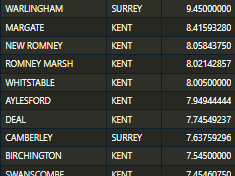 WARLINGHAM SURREY 9.45000000
MARGATE KENT 8.41593280
NEW ROMNEY KENT 8.05843750
ROMNEY MARSH KENT 8.02142857
WHITSTABLE KENT 8.00500000
AYLESFORD KENT 7.94944444
DEAL KENT 7.74549237
CAMBERLEY SURREY 7.63759296
BIRCHINGTON KENT 7.54500000
SWANSCOMBE KENT 7.45460750